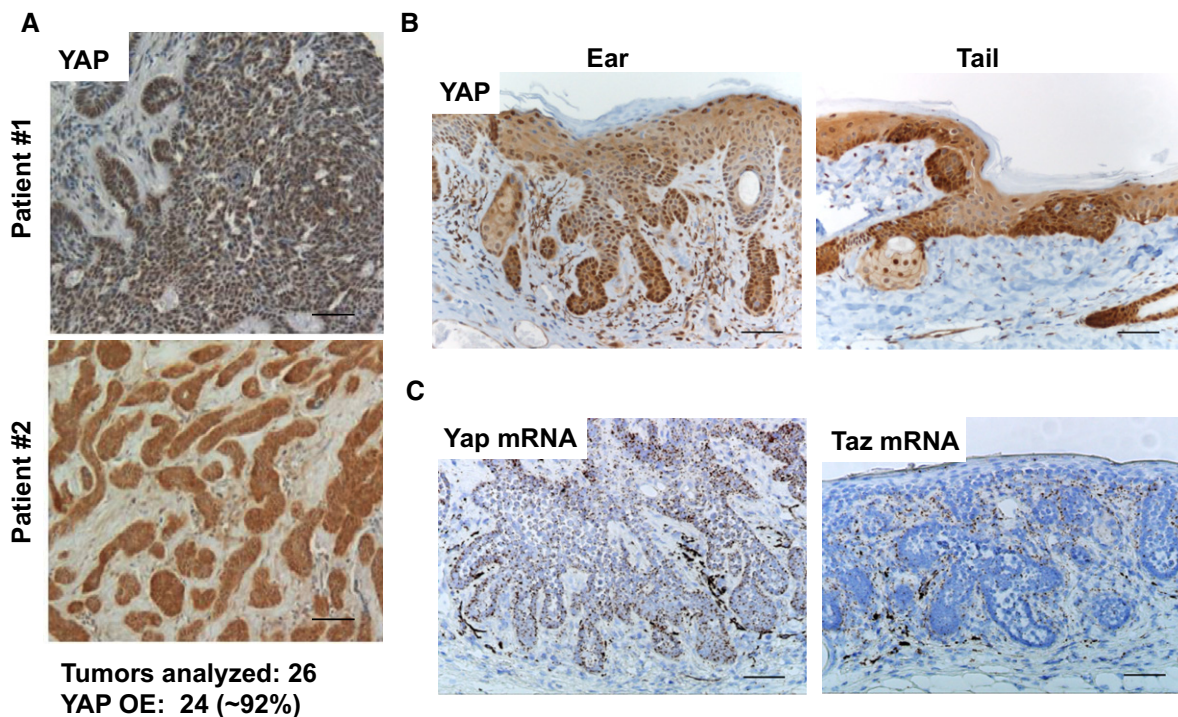 A
YAP
Patient #1
Patient #2
Tumors analyzed: 26
YAP OE: 24 (~92%)
B
Ear
Tail
YAP
C
Yap mRNA
Taz mRNA